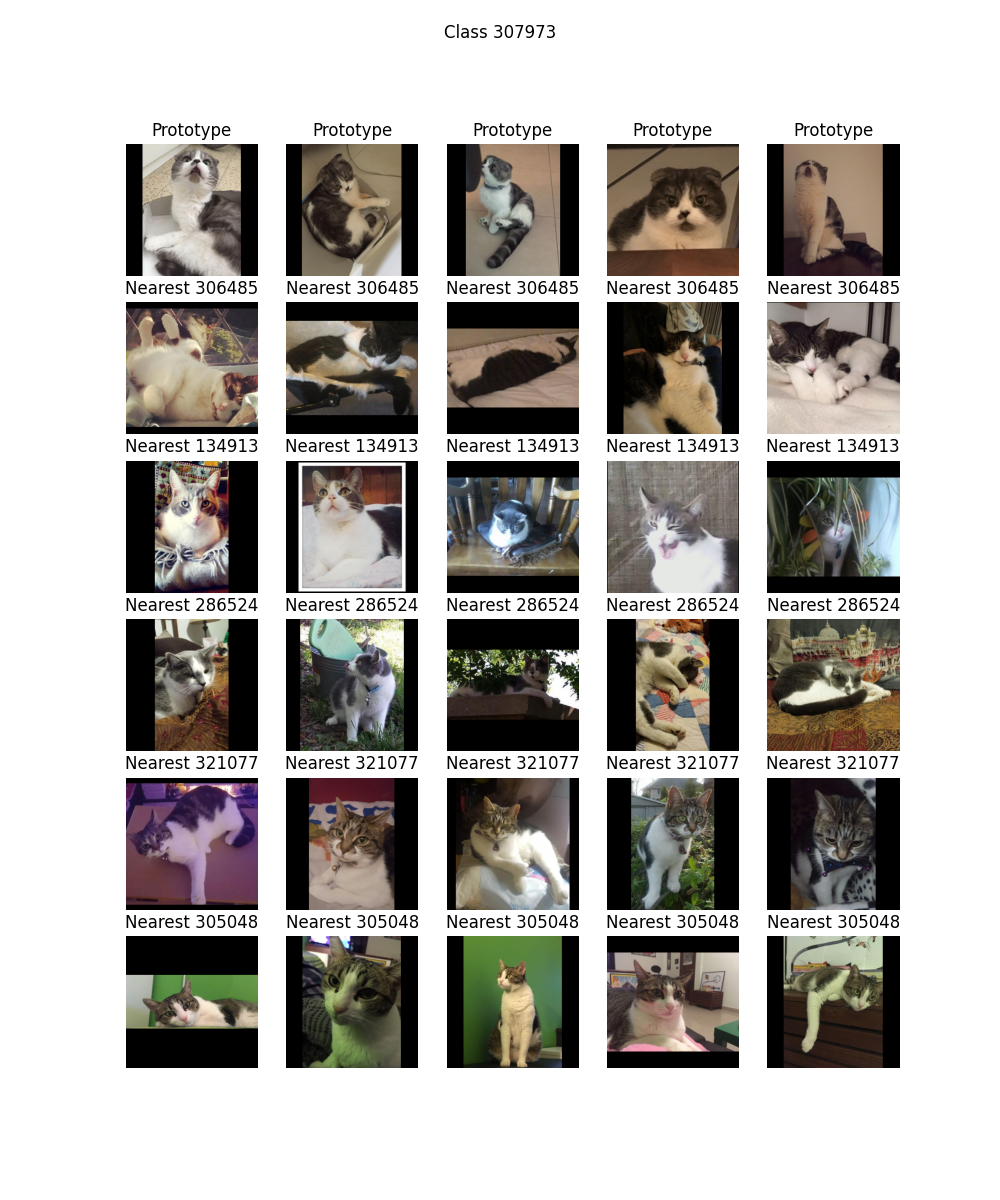 Class 307973
Prototype Prototype Prototype Prototype Prototype
Nearest 306485 Nearest 306485 Nearest 306485 Nearest 306485 Nearest 306485
Nearest 134913 Nearest 134913 Nearest 134913 Nearest 134913 Nearest 134913
Nearest 286524 Nearest 286524 Nearest 286524 Nearest 286524 Nearest 286524
Nearest 321077 Nearest 321077 Nearest 321077 Nearest 321077 Nearest 321077
Nearest 305048 Nearest 305048 Nearest 305048 Nearest 305048 Nearest 305048